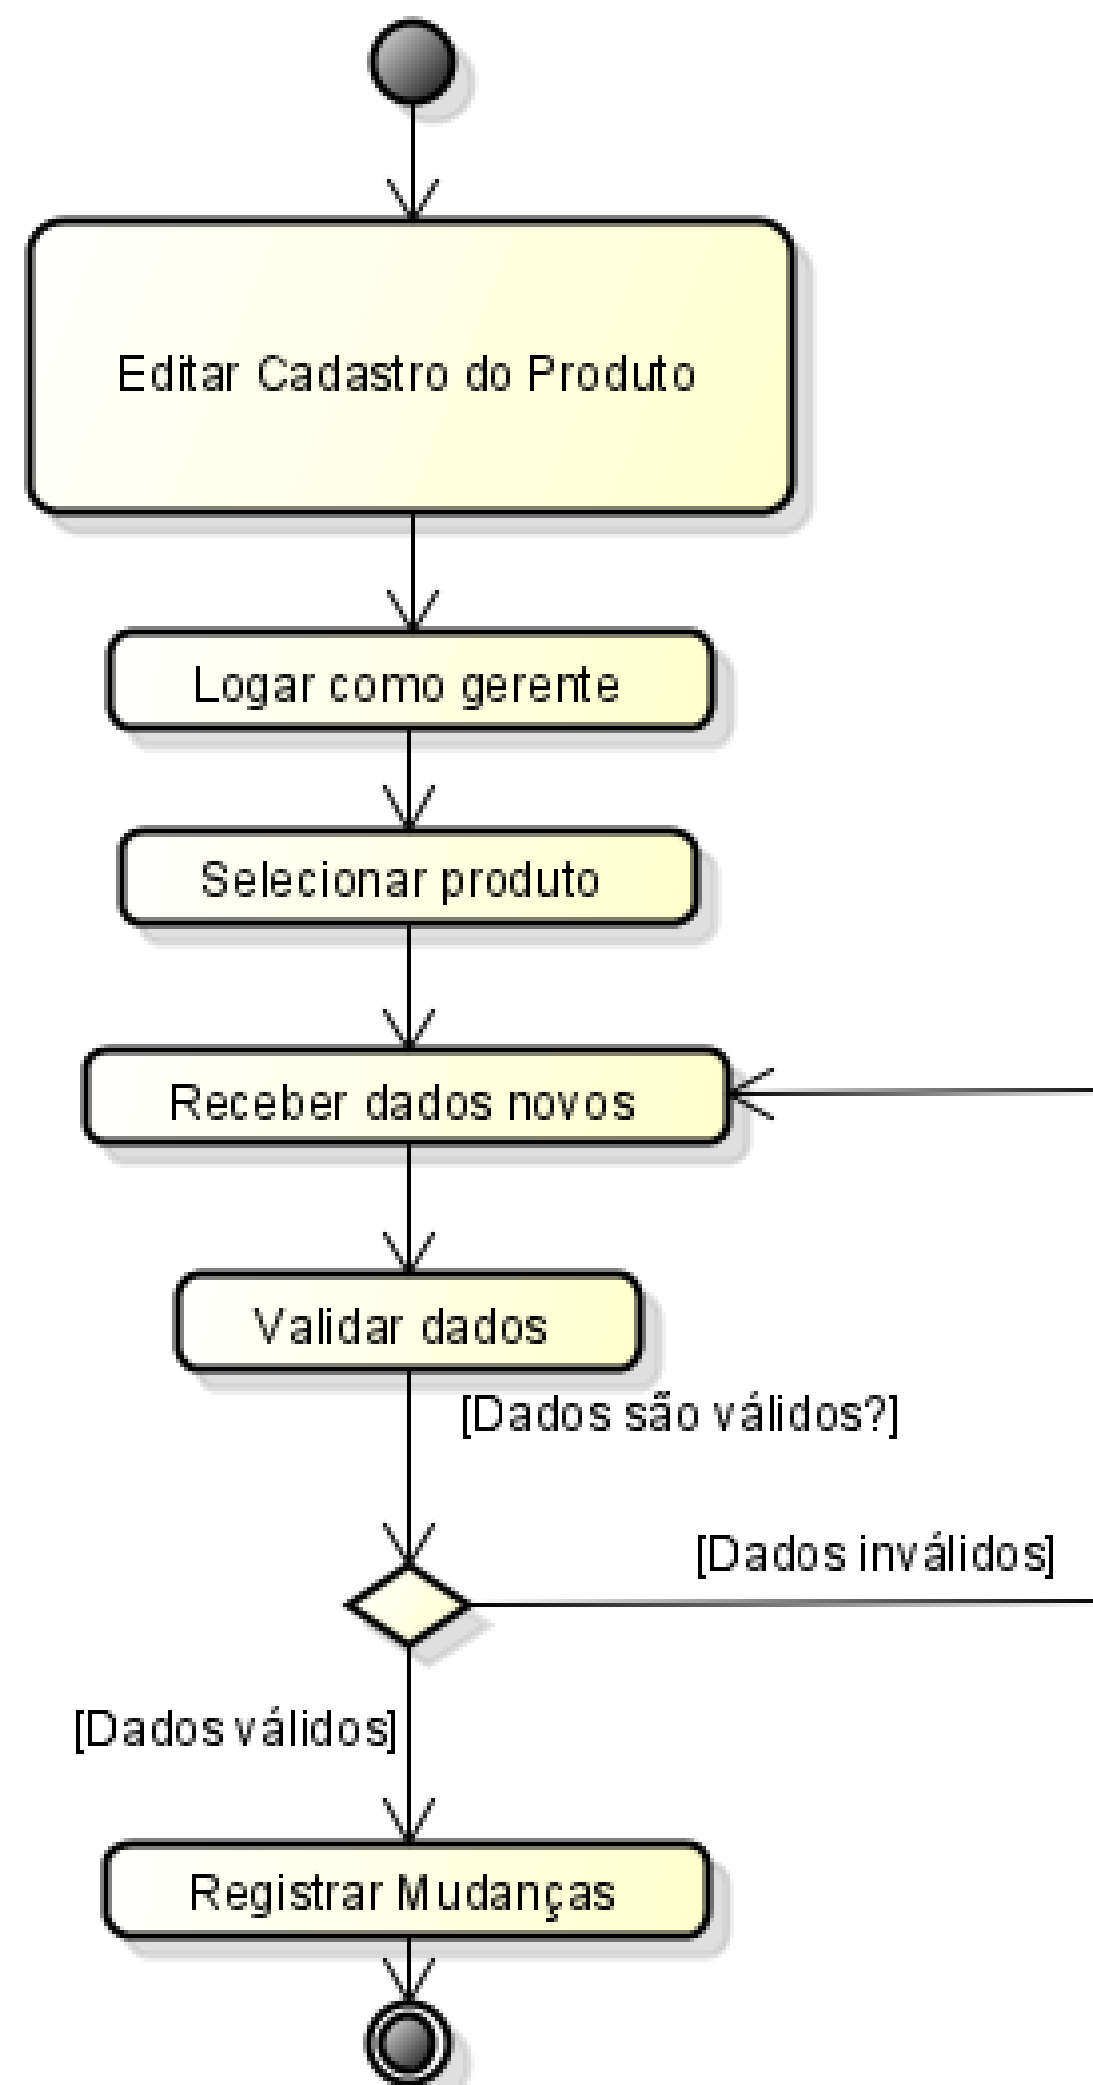 Editar Cadastro do Produto
Logar como gerente
Selecionar produto
Receber dados novos
Validar dados
[Dados são válidos?]
[Dados inválidos]
[Dados válidos]
Registrar Mudanças